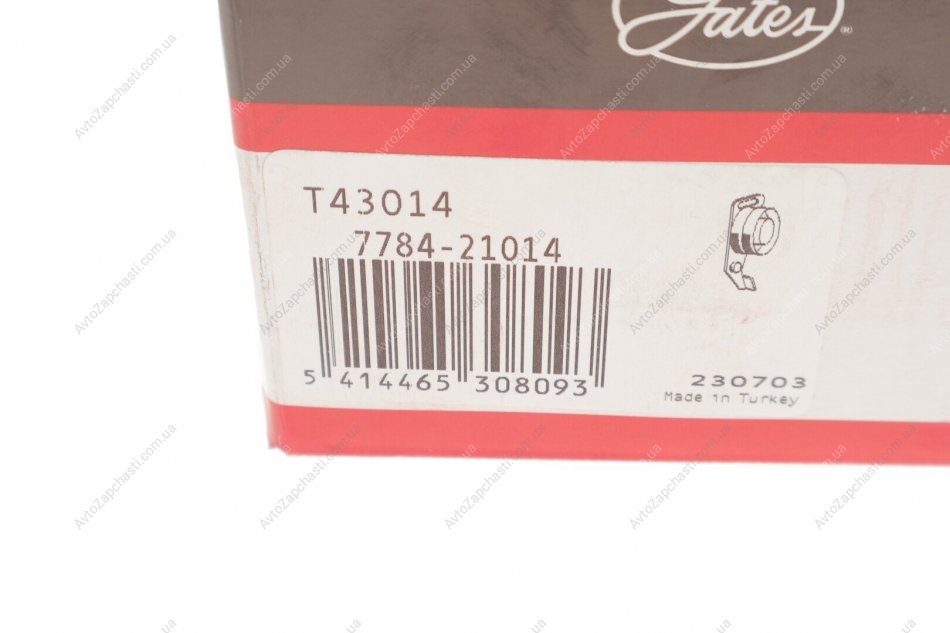 Gates®
T43014
7784-21014
5 414465 308093
230703
Made in Turkey
AvtoZapchasti.com.ua